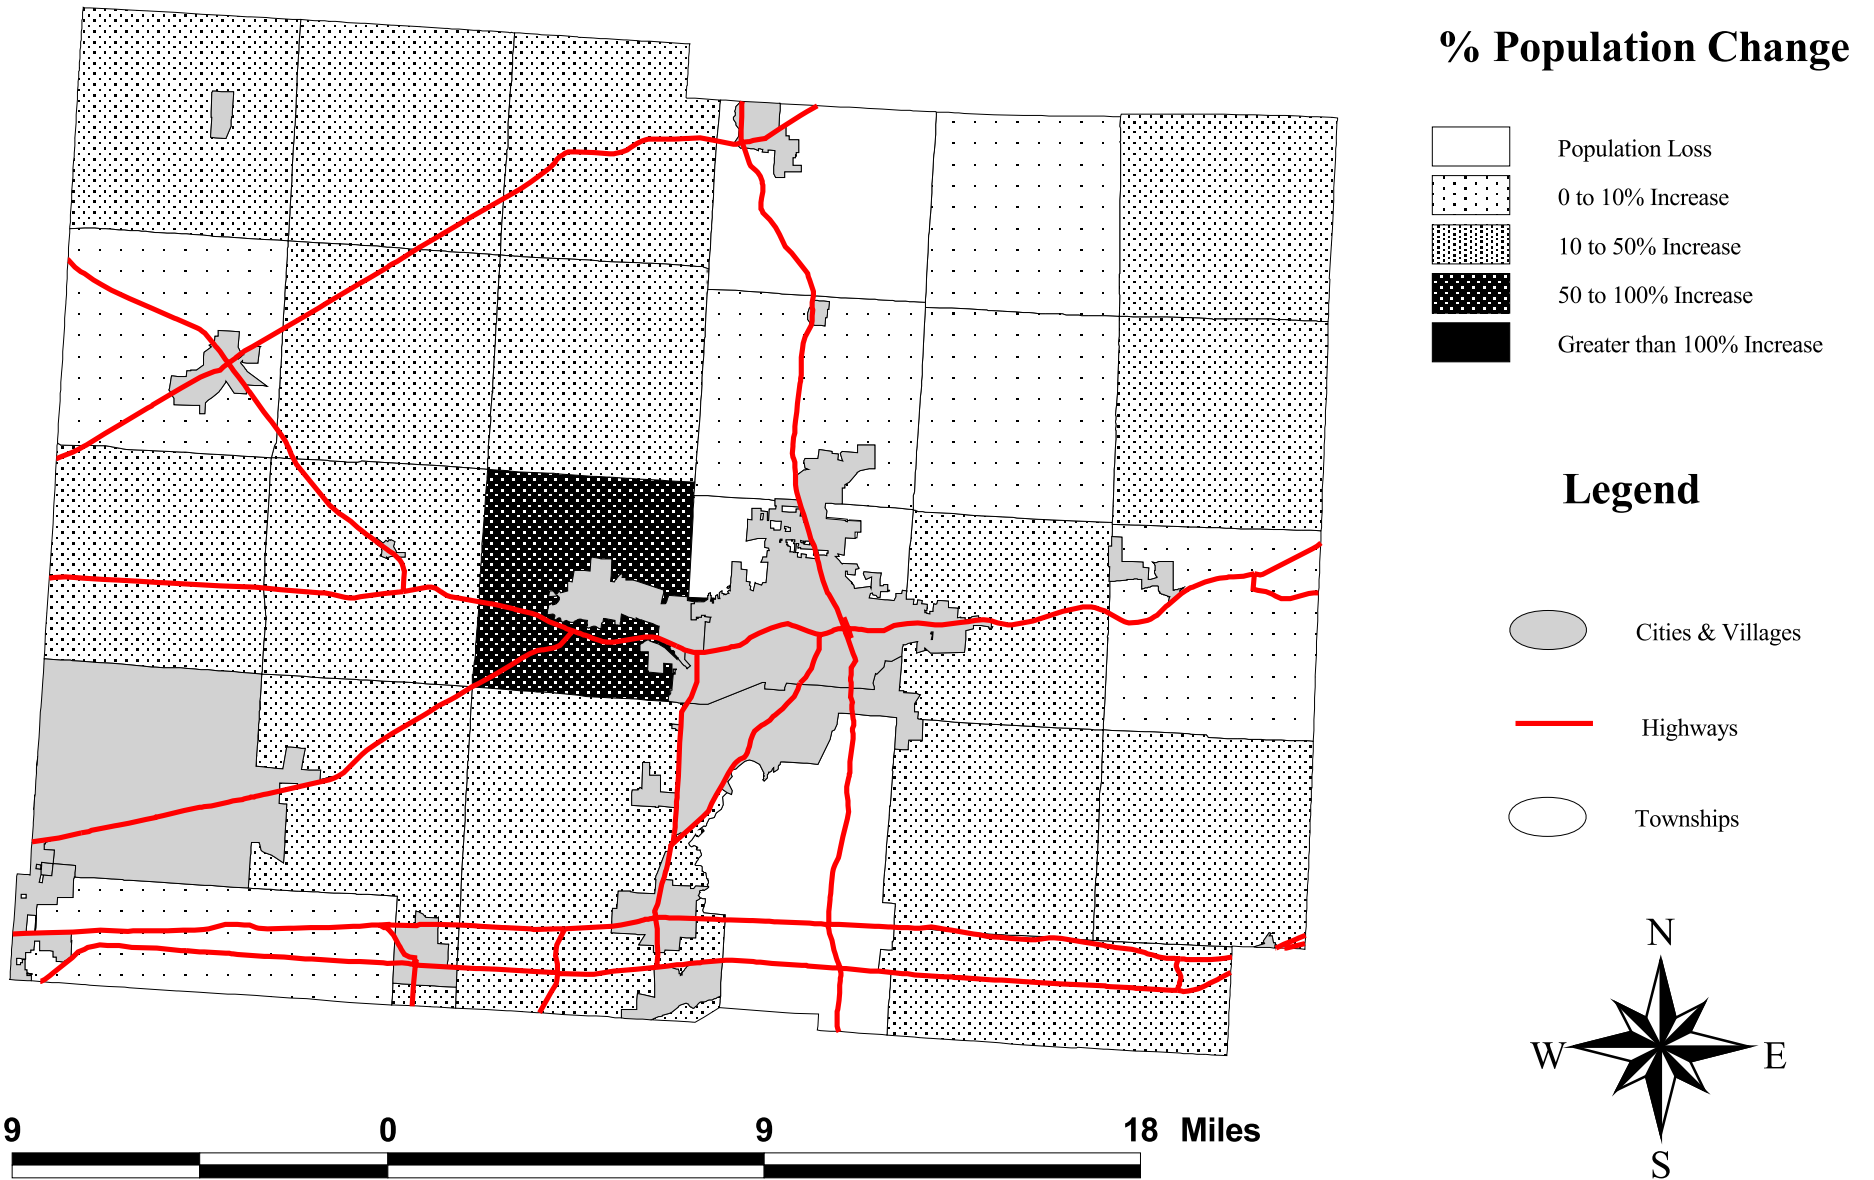 % Population Change
Population Loss
0 to 10% Increase
10 to 50% Increase
50 to 100% Increase
Greater than 100% Increase
Legend
Cities & Villages
Highways
Townships
N
W E
S
9 0 9 18 Miles